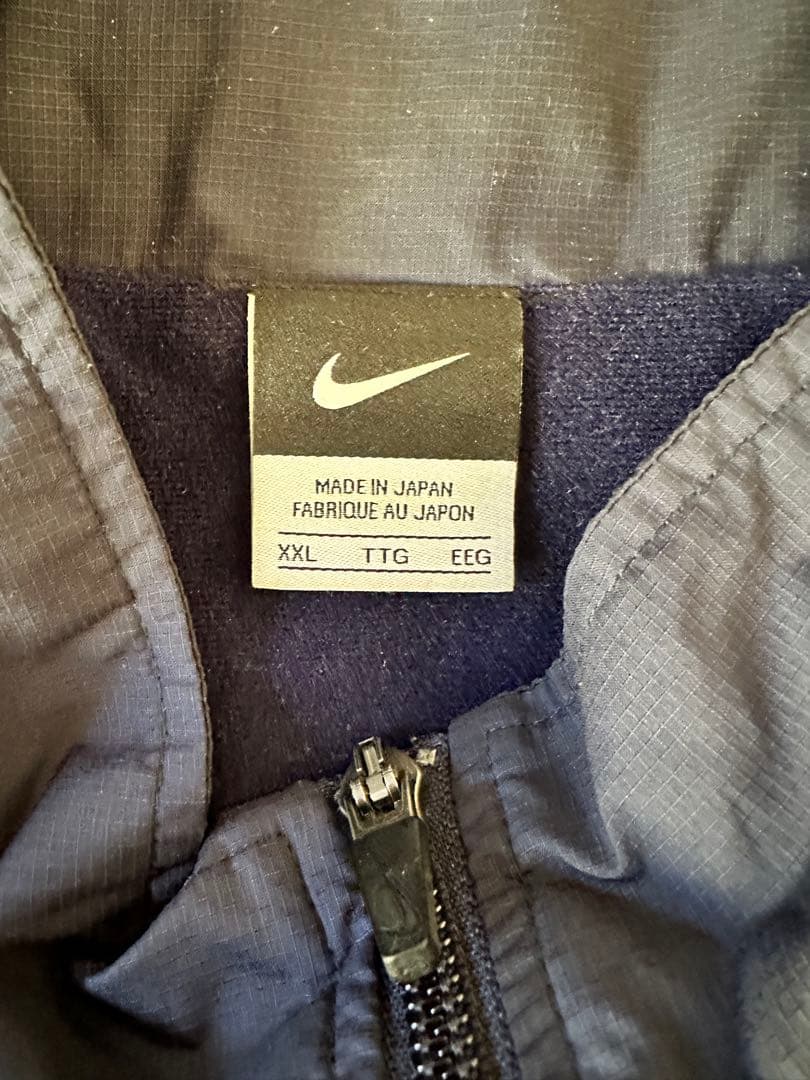 MADE IN JAPAN
FABRIQUE AU JAPON
XXL TTG EEG